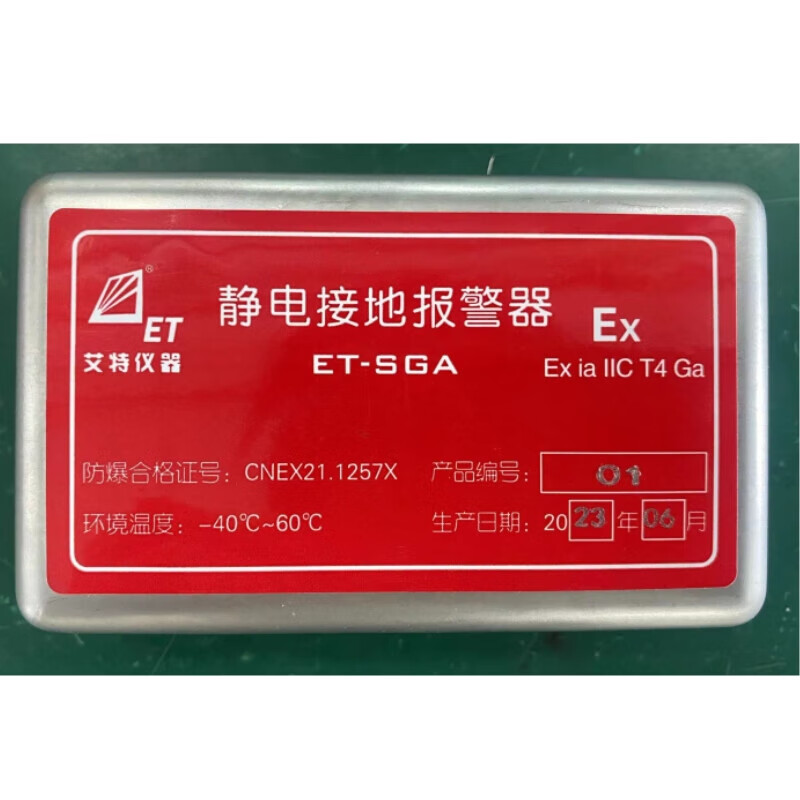 ET®
艾特仪器
静电接地报警器
ET-SGA
Ex
Ex ia IIC T4 Ga
防爆合格证号：CNEX21.1257X
产品编号： 01
环境温度：-40℃~60℃
生产日期：2023年06月